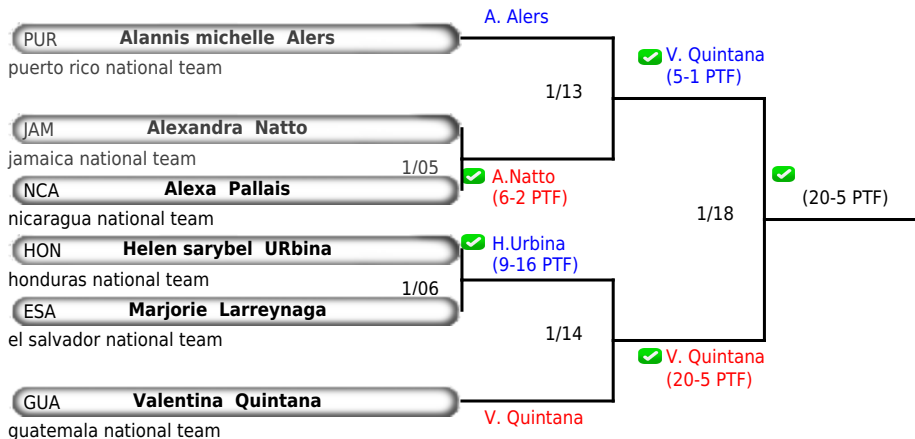 A. Alers
PUR Alannis michelle Alers
puerto rico national team
V. Quintana
(5-1 PTF)
1/13
JAM Alexandra Natto
jamaica national team
1/05
A.Natto
(6-2 PTF)
NCA Alexa Pallais
nicaragua national team
(20-5 PTF)
1/18
HON Helen sarybel URbina
honduras national team
H.Urbina
(9-16 PTF)
1/06
ESA Marjorie Larreynaga
el salvador national team
1/14
V. Quintana
(20-5 PTF)
GUA Valentina Quintana
guatemala national team
V. Quintana